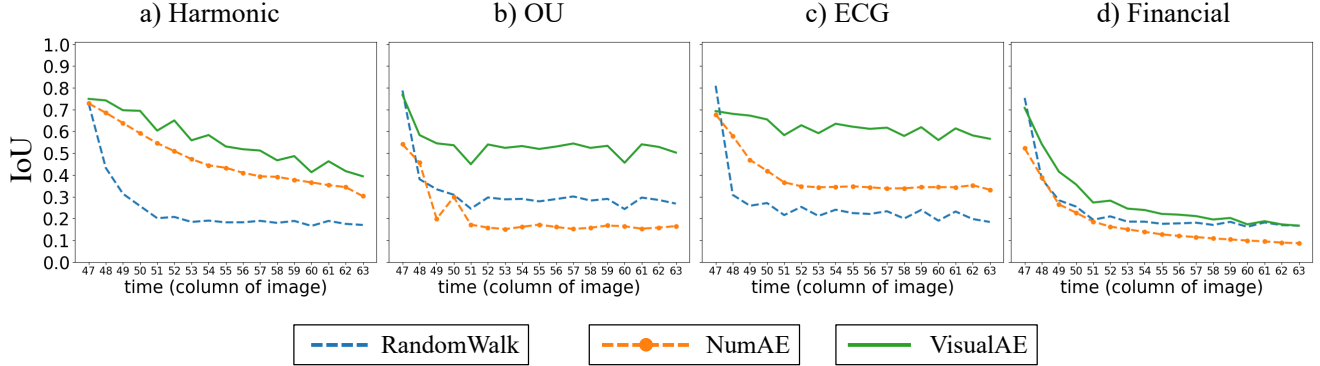 a) Harmonic b) OU c) ECG d) Financial
IoU
1.0
0.9
0.8
0.7
0.6
0.5
0.4
0.3
0.2
0.1
0.0
47 48 49 50 51 52 53 54 55 56 57 58 59 60 61 62 63 47 48 49 50 51 52 53 54 55 56 57 58 59 60 61 62 63 47 48 49 50 51 52 53 54 55 56 57 58 59 60 61 62 63 47 48 49 50 51 52 53 54 55 56 57 58 59 60 61 62 63
time (column of image) time (column of image) time (column of image) time (column of image)
RandomWalk NumAE VisualAE